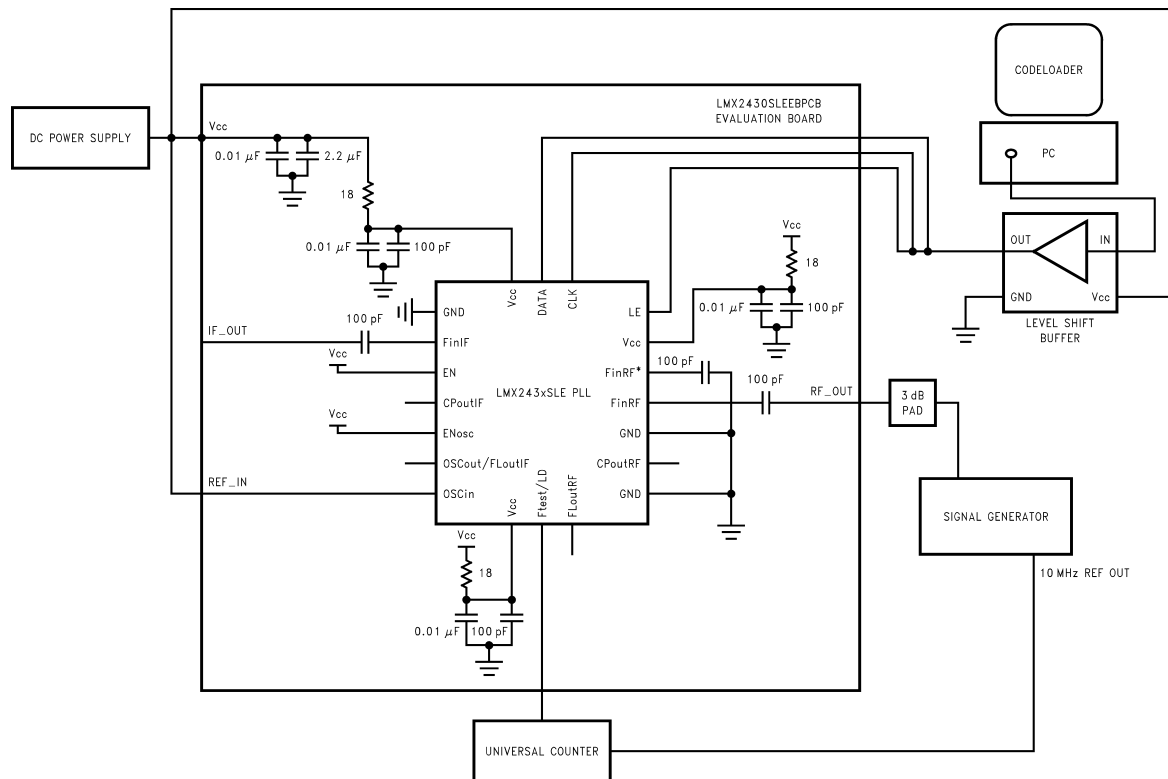 CODELOADER
LMX2430SLEEBPCB
EVALUATION BOARD
DC POWER SUPPLY
Vcc
0.01 μF
2.2 μF
PC
18
OUT
IN
GND
Vcc
LEVEL SHIFT
BUFFER
0.01 μF
100 pF
Vcc
18
0.01 μF
100 pF
Vcc
DATA
CLK
GND
LE
IF_OUT
100 pF
FinIF
Vcc
Vcc
EN
FinRF*
100 pF
LMX243xSLE PLL
CPoutIF
FinRF
100 pF
RF_OUT
3 dB
PAD
Vcc
ENosc
GND
OSCout/FLoutIF
CPoutRF
REF_IN
OSCin
GND
Vcc
Ftest/LD
FLoutRF
SIGNAL GENERATOR
Vcc
18
10 MHz REF OUT
0.01 μF
100 pF
UNIVERSAL COUNTER